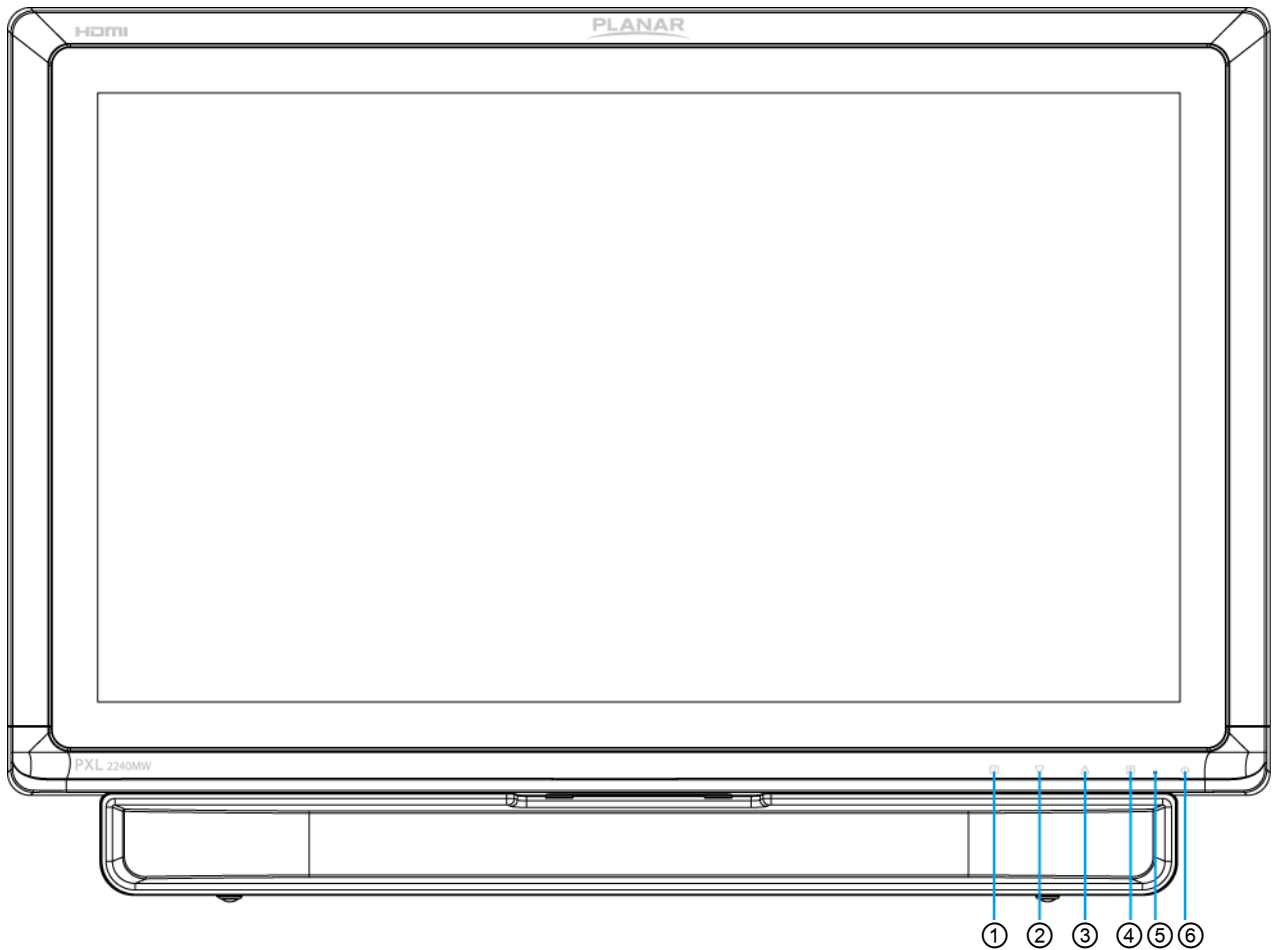 HDMI
PLANAR
PXL 2240MW
① ② ③ ④ ⑤ ⑥